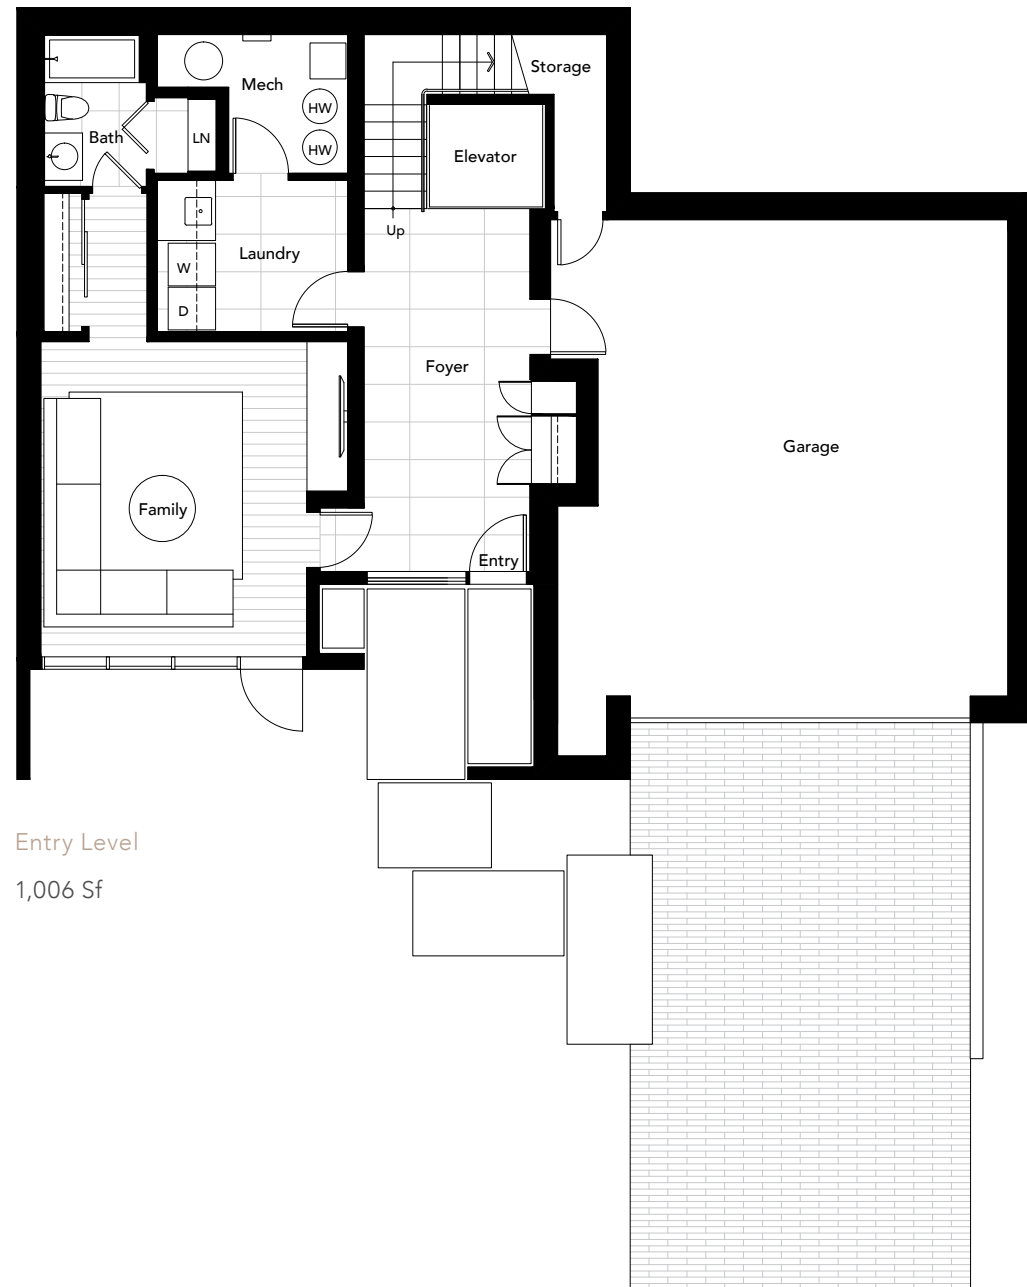 Storage
Mech
HW
Bath
LN
HW
Elevator
Up
Laundry
W
D
Foyer
Garage
Family
Entry
Entry Level
1,006 Sf